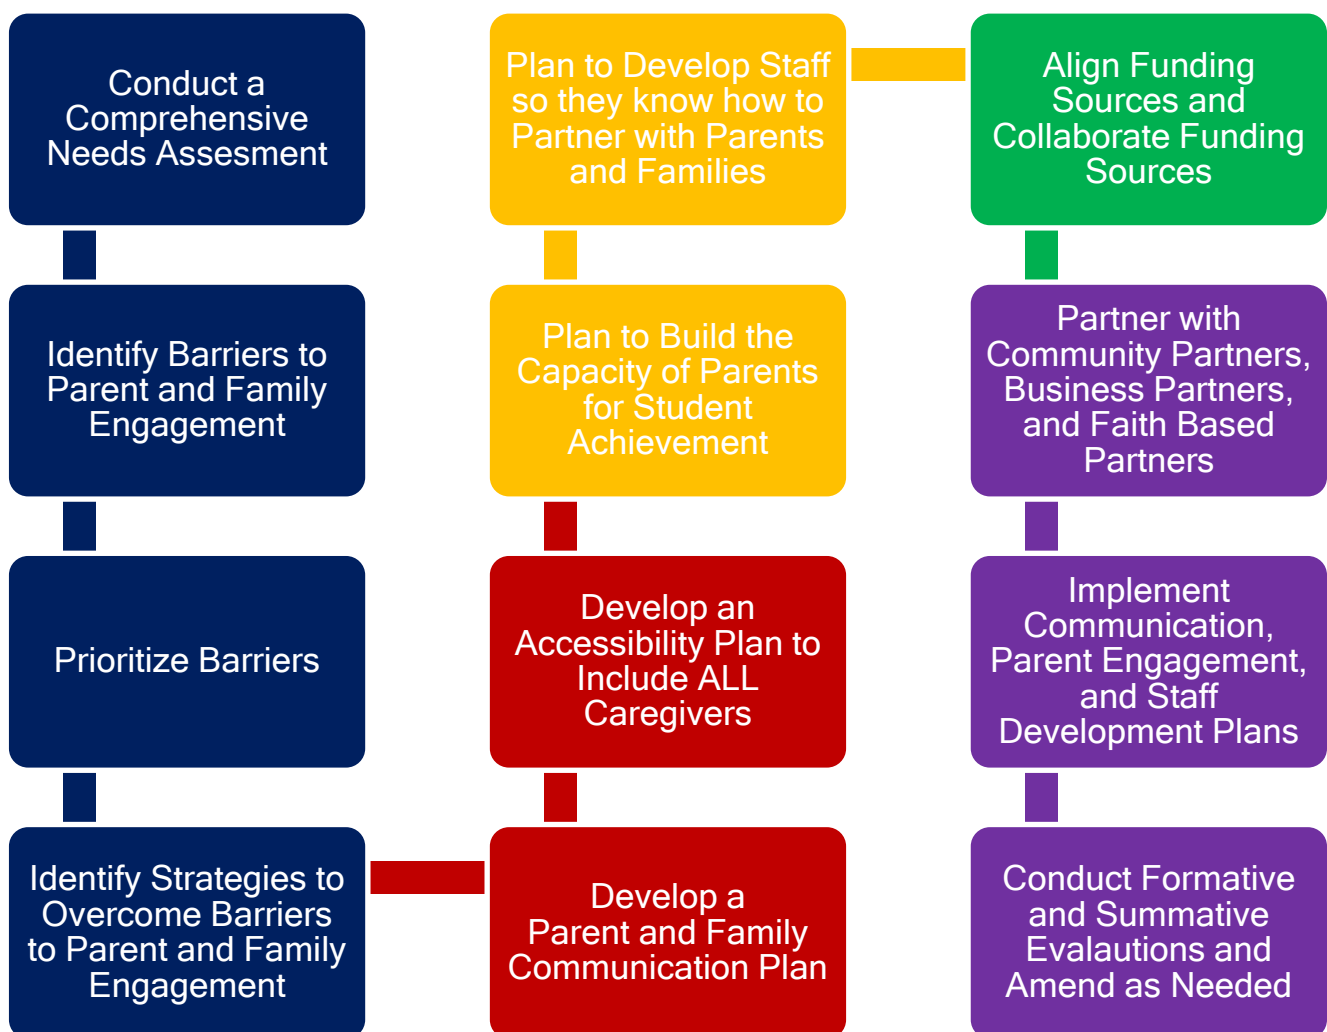 Conduct a
Comprehensive
Needs Assesment
Identify Barriers to
Parent and Family
Engagement
Prioritize Barriers
Identify Strategies to
Overcome Barriers
to Parent and Family
Engagement
Develop a
Parent and Family
Communication Plan
Develop an
Accessibility Plan to
Include ALL
Caregivers
Plan to Build the
Capacity of Parents
for Student
Achievement
Plan to Develop Staff
so they know how to
Partner with Parents
and Families
Align Funding
Sources and
Collaborate Funding
Sources
Partner with
Community Partners,
Business Partners,
and Faith Based
Partners
Implement
Communication,
Parent Engagement,
and Staff
Development Plans
Conduct Formative
and Summative
Evalautions and
Amend as Needed